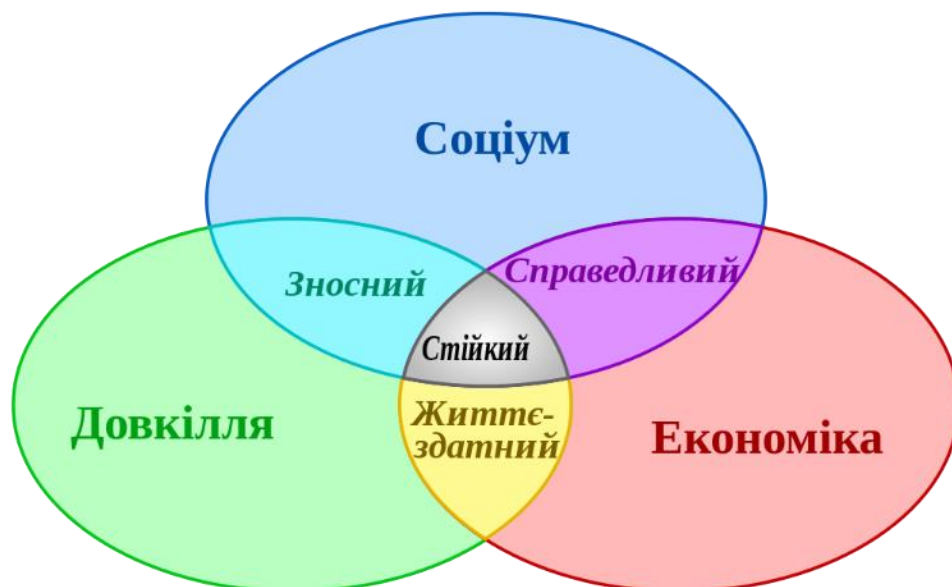 Соціум
Зносний
Справедливий
Стійкий
Довкілля
Життє-
здатний
Економіка